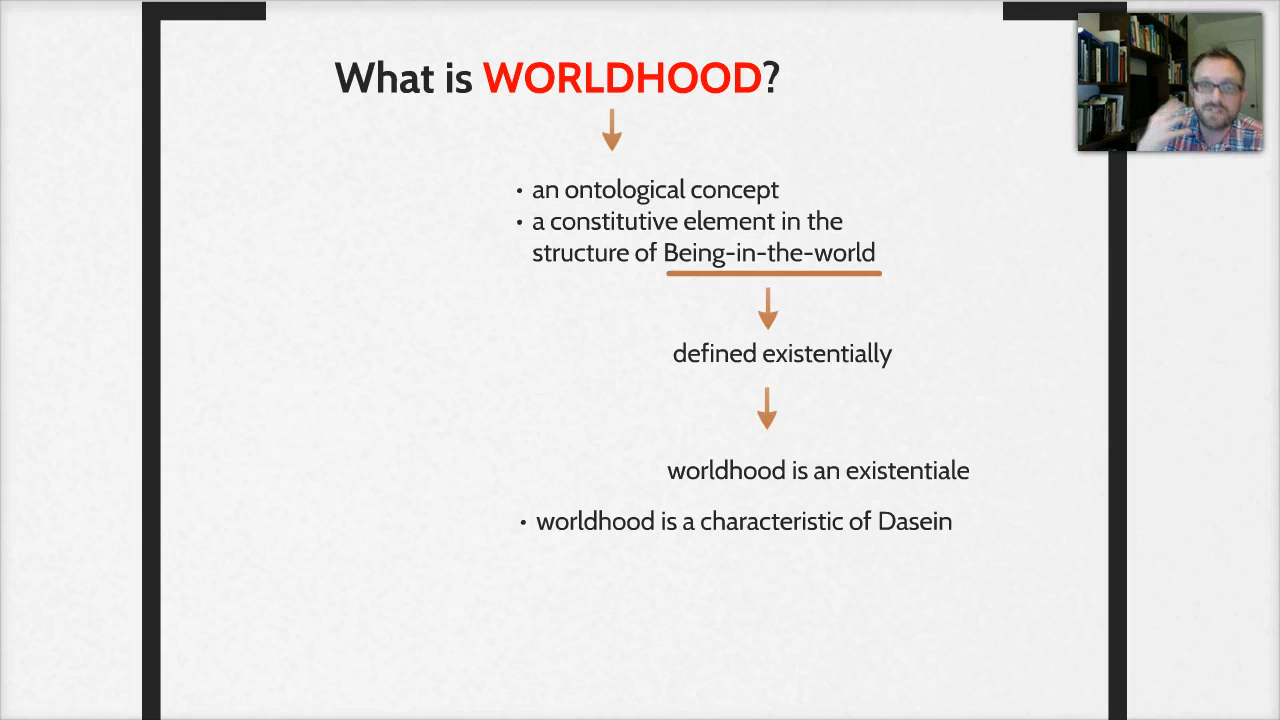 What is WORLDHOOD?
• an ontological concept
• a constitutive element in the
structure of Being-in-the-world
defined existentially
worldhood is an existentiale
• worldhood is a characteristic of Dasein